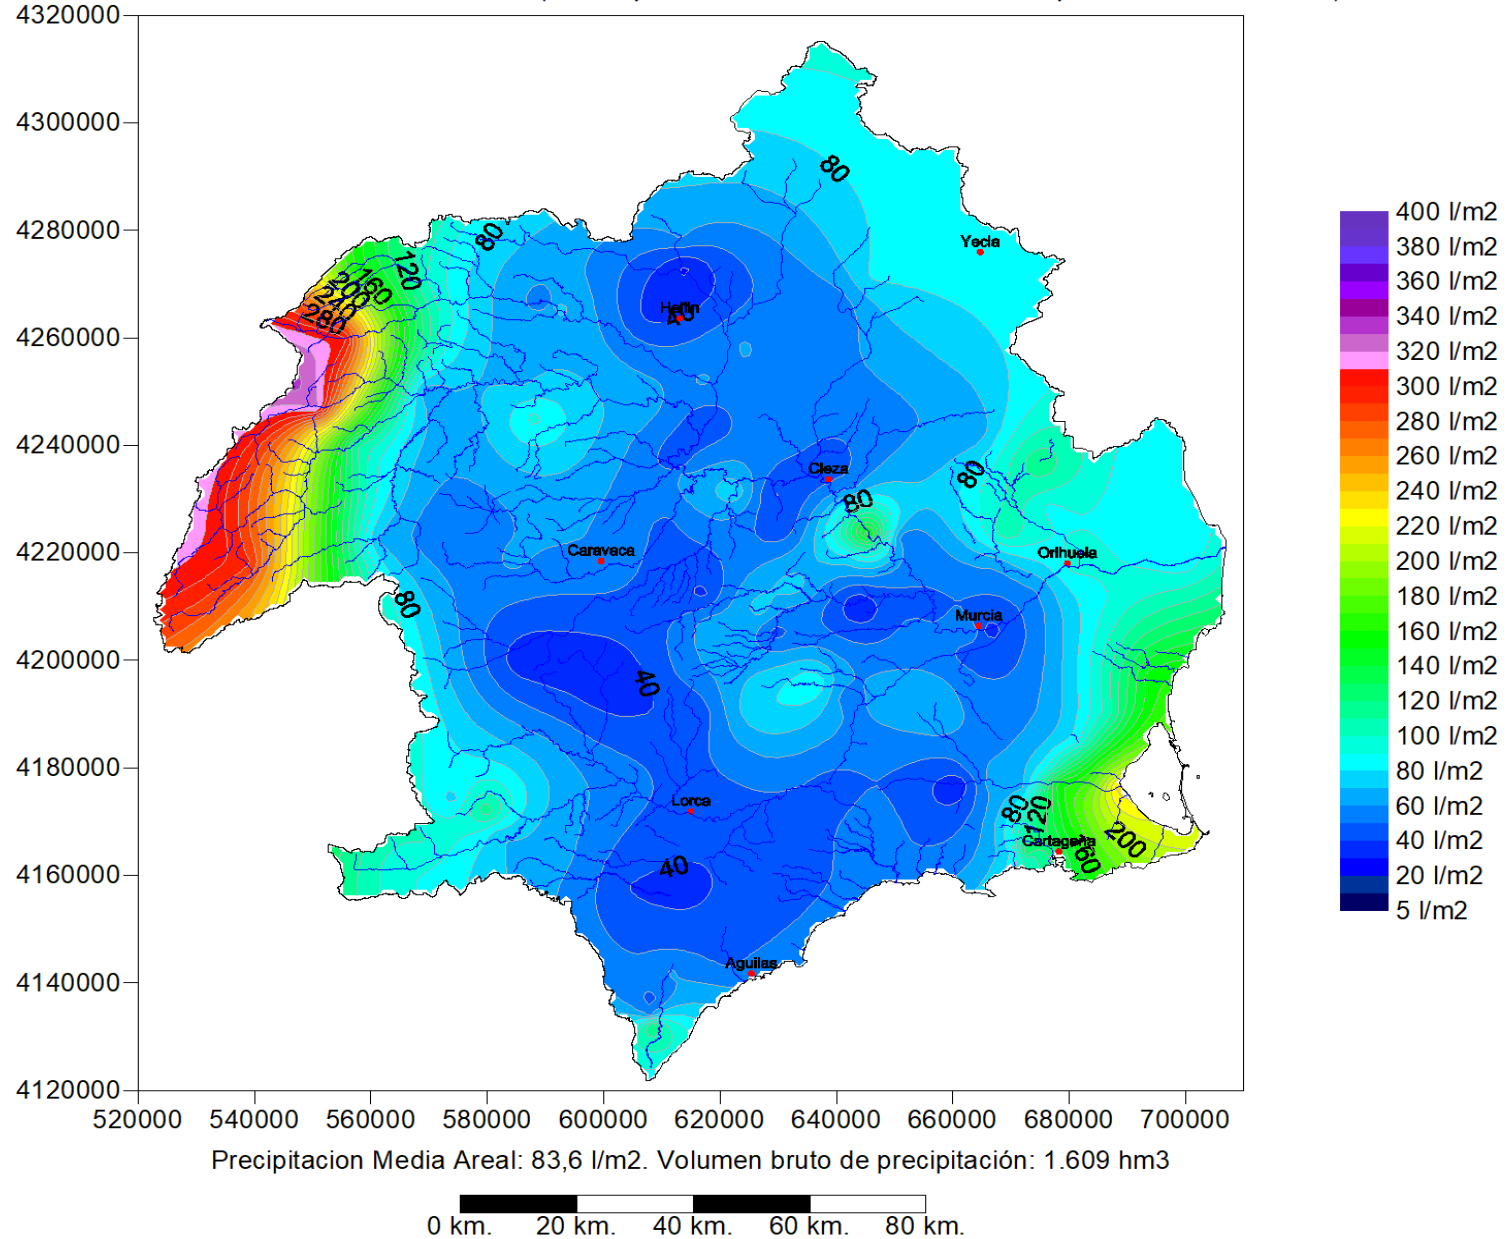 4320000
4300000
4280000
4260000
4240000
4220000
4200000
4180000
4160000
4140000
4120000
520000 540000 560000 580000 600000 620000 640000 660000 680000 700000
80
Yecla
80
120
160
200
240
280
Hellin
40
Cieza
80
80
Caravaca
Orihuela
80
Murcia
40
Lorca
80
120
Cartagena
160
200
40
Aguilas
400 l/m2
380 l/m2
360 l/m2
340 l/m2
320 l/m2
300 l/m2
280 l/m2
260 l/m2
240 l/m2
220 l/m2
200 l/m2
180 l/m2
160 l/m2
140 l/m2
120 l/m2
100 l/m2
80 l/m2
60 l/m2
40 l/m2
20 l/m2
5 l/m2
Precipitacion Media Areal: 83,6 l/m2. Volumen bruto de precipitación: 1.609 hm3
0 km. 20 km. 40 km. 60 km. 80 km.